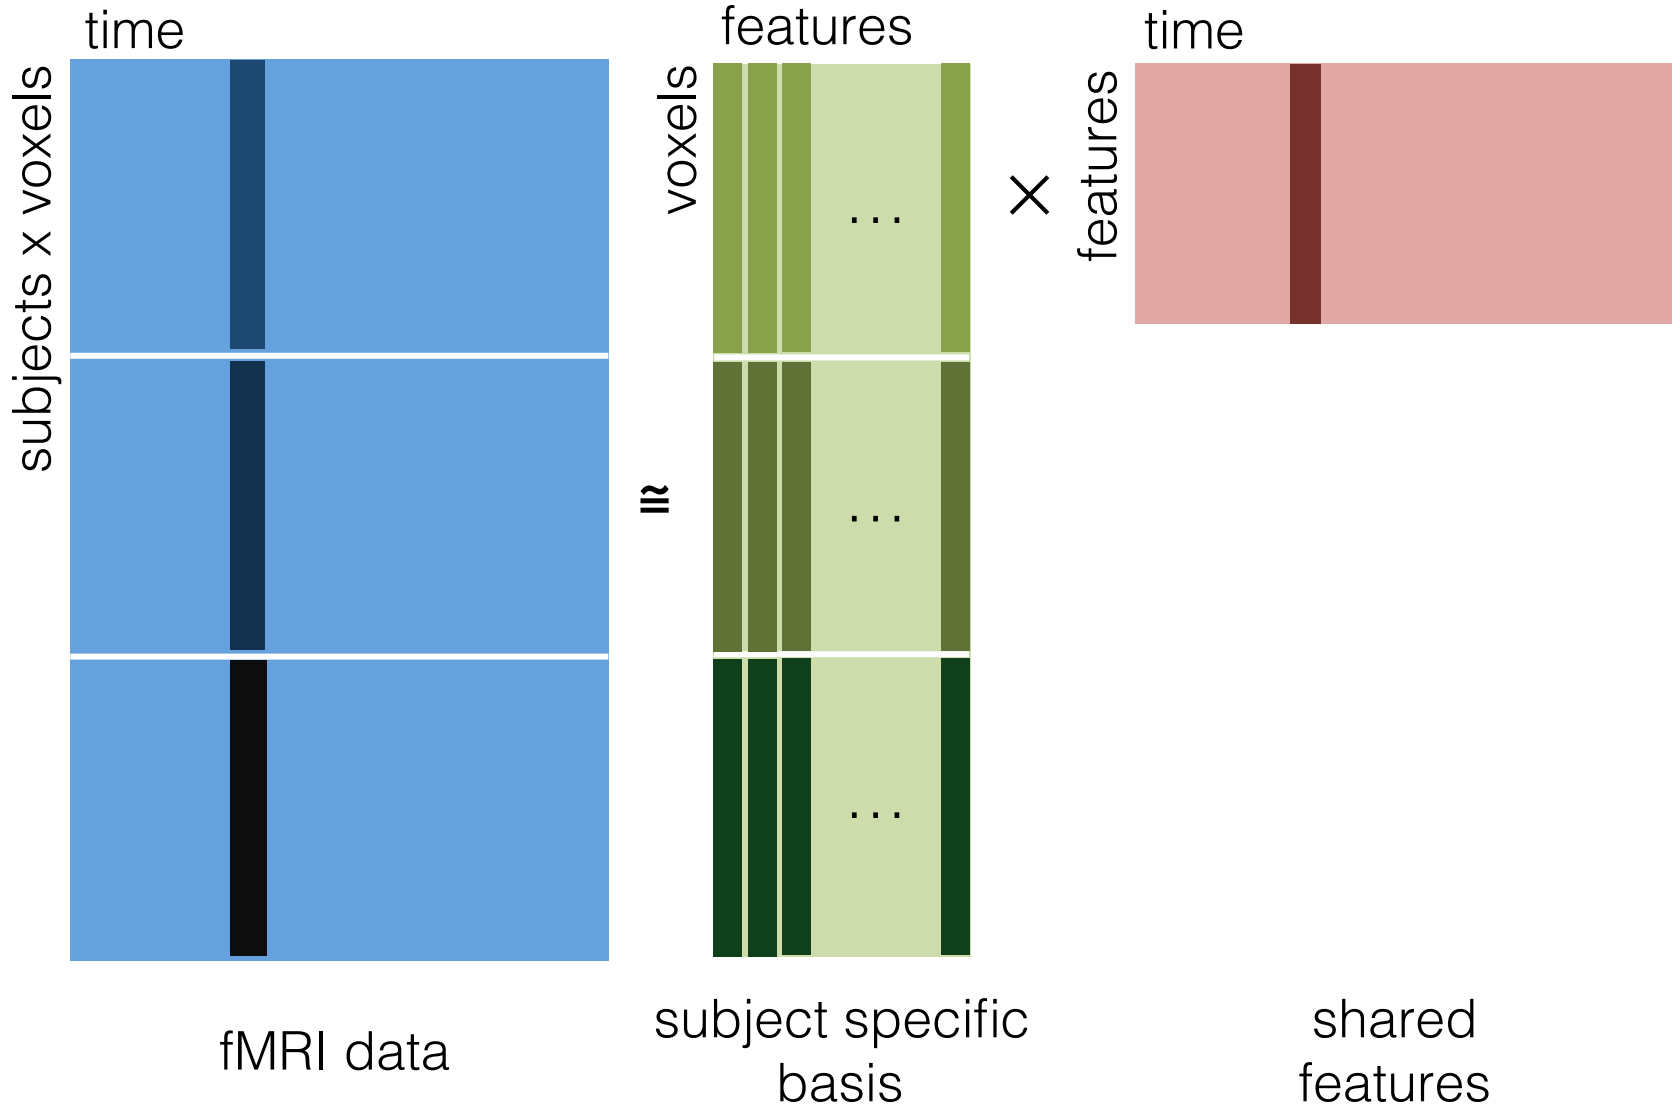 time
subjects x voxels
features
voxels
time
features
...
×
...
≊
...
fMRI data
subject specific
basis
shared
features